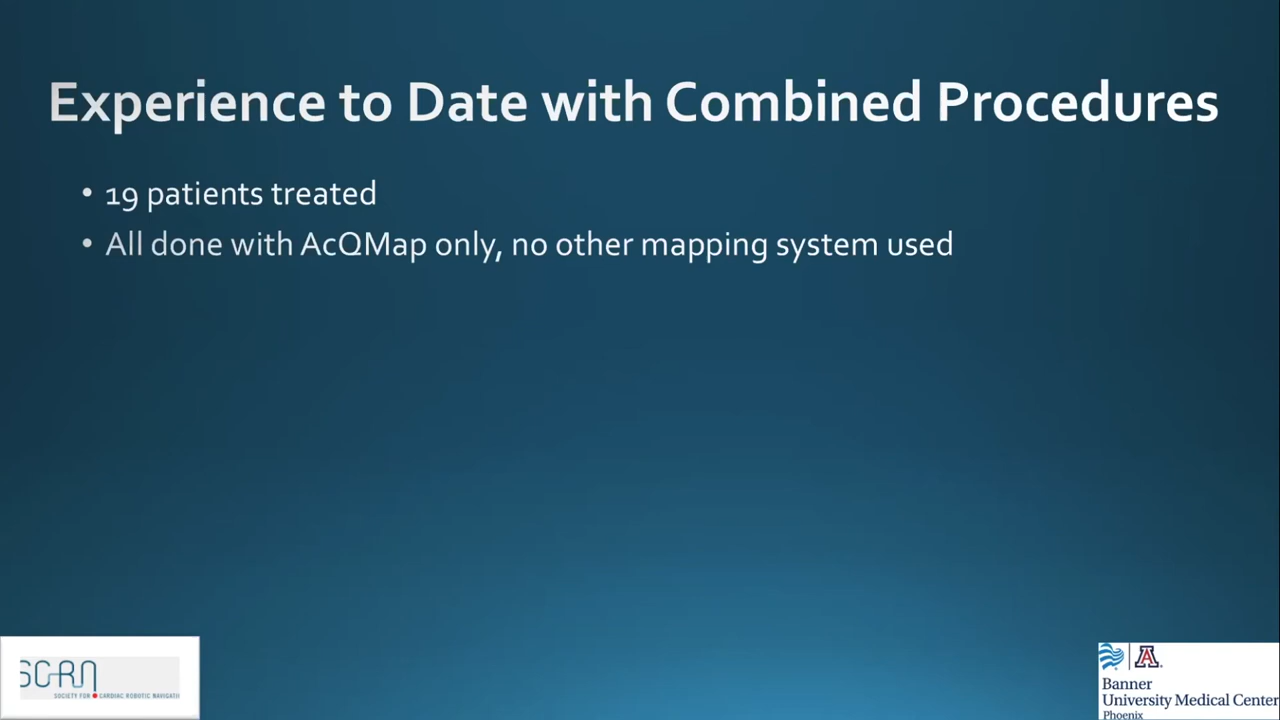 Experience to Date with Combined Procedures
• 19 patients treated
• All done with AcQMap only, no other mapping system used
SCRN
SOCIETY FOR CARDIAC ROBOTIC NAVIGATI
A
Banner
University Medical Center
Phoenix